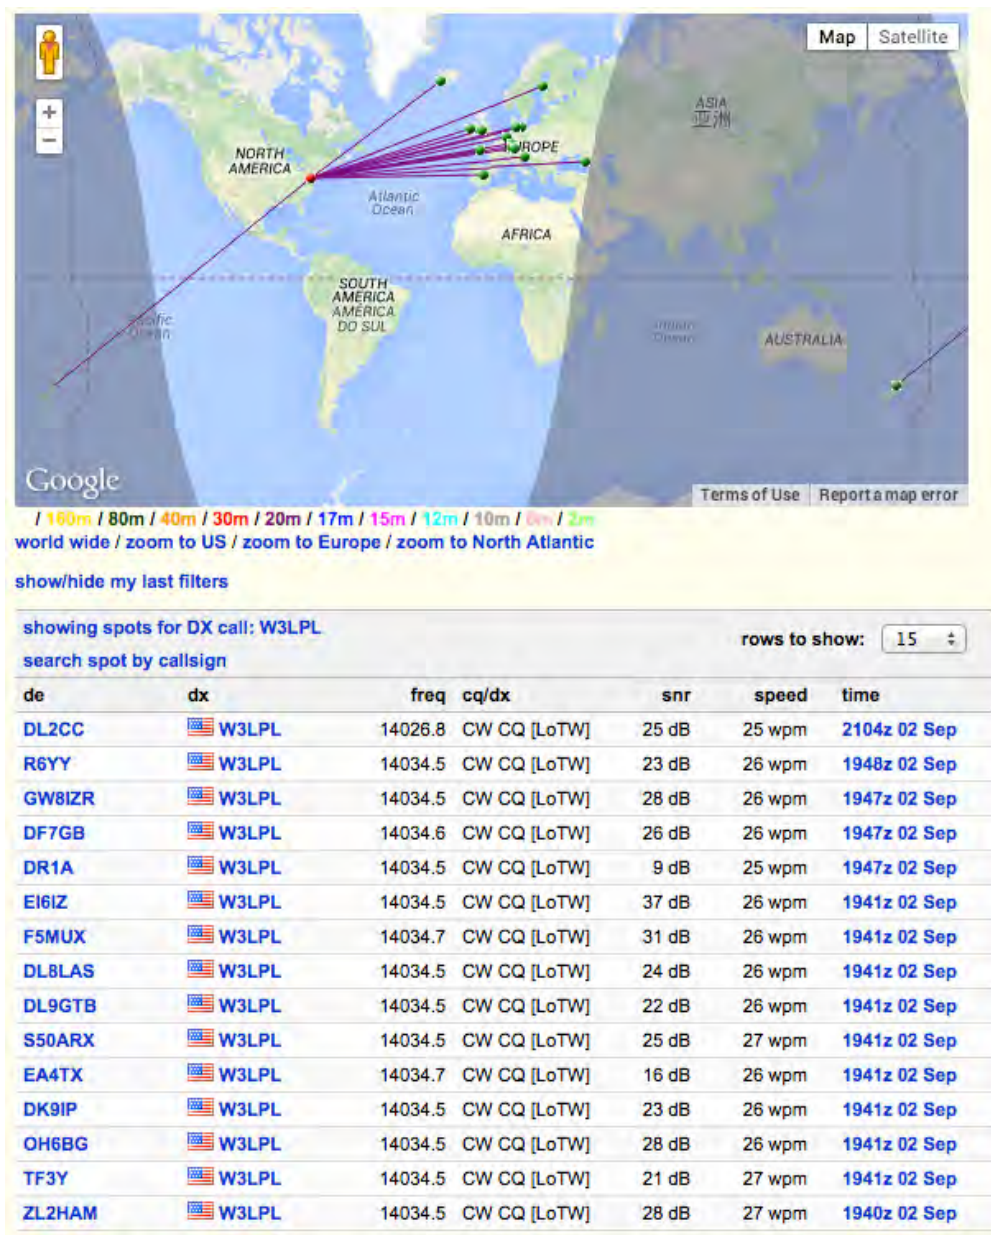 Map Satellite
+
−
ASIA
亚洲
NORTH
AMERICA
EUROPE
Atlantic
Ocean
AFRICA
SOUTH
AMERICA
AMÉRICA
DO SUL
Pacific
Ocean
Indian
Ocean
AUSTRALIA
Google
Terms of Use Report a map error
/ 160m / 80m / 40m / 30m / 20m / 17m / 15m / 12m / 10m / 6m / 2m
world wide / zoom to US / zoom to Europe / zoom to North Atlantic
show/hide my last filters
showing spots for DX call: W3LPL
rows to show: 15
search spot by callsign
de dx freq cq/dx snr speed time
DL2CC W3LPL 14026.8 CW CQ [LoTW] 25 dB 25 wpm 2104z 02 Sep
R6YY W3LPL 14034.5 CW CQ [LoTW] 23 dB 26 wpm 1948z 02 Sep
GW8IZR W3LPL 14034.5 CW CQ [LoTW] 28 dB 26 wpm 1947z 02 Sep
DF7GB W3LPL 14034.6 CW CQ [LoTW] 26 dB 26 wpm 1947z 02 Sep
DR1A W3LPL 14034.5 CW CQ [LoTW] 9 dB 25 wpm 1947z 02 Sep
EI6IZ W3LPL 14034.5 CW CQ [LoTW] 37 dB 26 wpm 1941z 02 Sep
F5MUX W3LPL 14034.7 CW CQ [LoTW] 31 dB 26 wpm 1941z 02 Sep
DL8LAS W3LPL 14034.5 CW CQ [LoTW] 24 dB 26 wpm 1941z 02 Sep
DL9GTB W3LPL 14034.5 CW CQ [LoTW] 22 dB 26 wpm 1941z 02 Sep
S50ARX W3LPL 14034.5 CW CQ [LoTW] 25 dB 27 wpm 1941z 02 Sep
EA4TX W3LPL 14034.7 CW CQ [LoTW] 16 dB 26 wpm 1941z 02 Sep
DK9IP W3LPL 14034.5 CW CQ [LoTW] 23 dB 26 wpm 1941z 02 Sep
OH6BG W3LPL 14034.5 CW CQ [LoTW] 28 dB 26 wpm 1941z 02 Sep
TF3Y W3LPL 14034.5 CW CQ [LoTW] 21 dB 27 wpm 1941z 02 Sep
ZL2HAM W3LPL 14034.5 CW CQ [LoTW] 28 dB 27 wpm 1940z 02 Sep